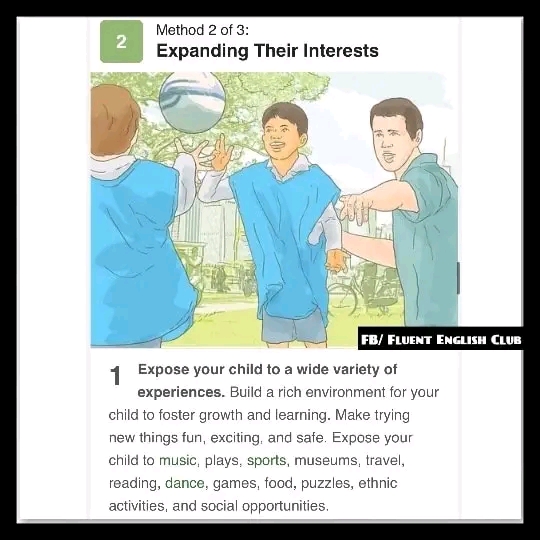 2
Method 2 of 3:
Expanding Their Interests
FB/ FLUENT ENGLISH CLUB
1 Expose your child to a wide variety of
experiences. Build a rich environment for your
child to foster growth and learning. Make trying
new things fun, exciting, and safe. Expose your
child to music, plays, sports, museums, travel,
reading, dance, games, food, puzzles, ethnic
activities, and social opportunities.